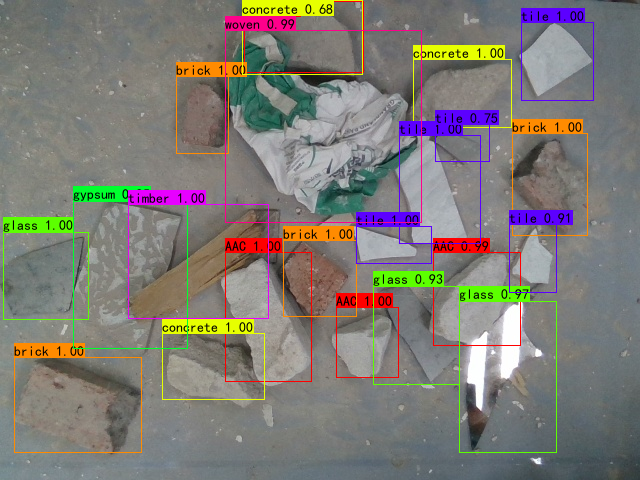 concrete 0.68
woven 0.99
tile 1.00
concrete 1.00
brick 1.00
tile 0.75
tile 1.00
brick 1.00
gypsum 0.
timber 1.00
glass 1.00
tile 1.00
tile 0.91
brick 1.00
AAC 1.00
AAC 0.99
glass 0.93
glass 0.97
AAC 1.00
concrete 1.00
brick 1.00